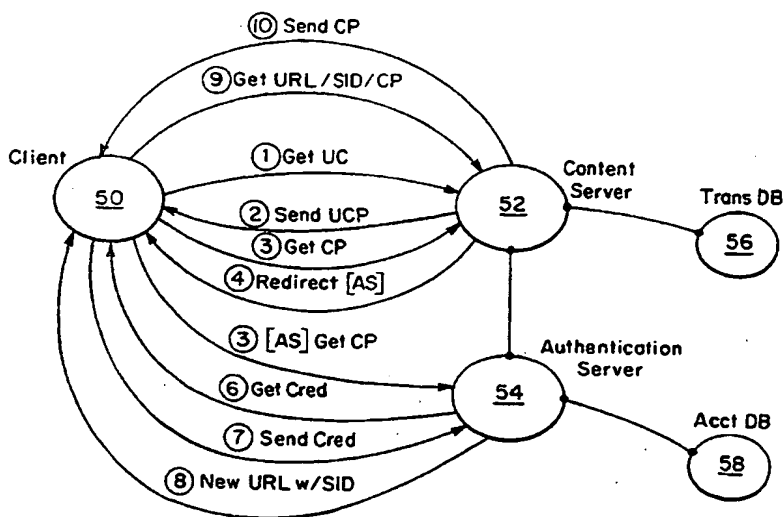 ⑩ Send CP
⑨ Get URL/SID/CP
Client
① Get UC
Content
Server
Trans DB
50
52
② Send UCP
56
③ Get CP
④ Redirect [AS]
③ [AS] Get CP
Authentication
Server
⑥ Get Cred
54
Acct DB
⑦ Send Cred
58
⑧ New URL w/SID